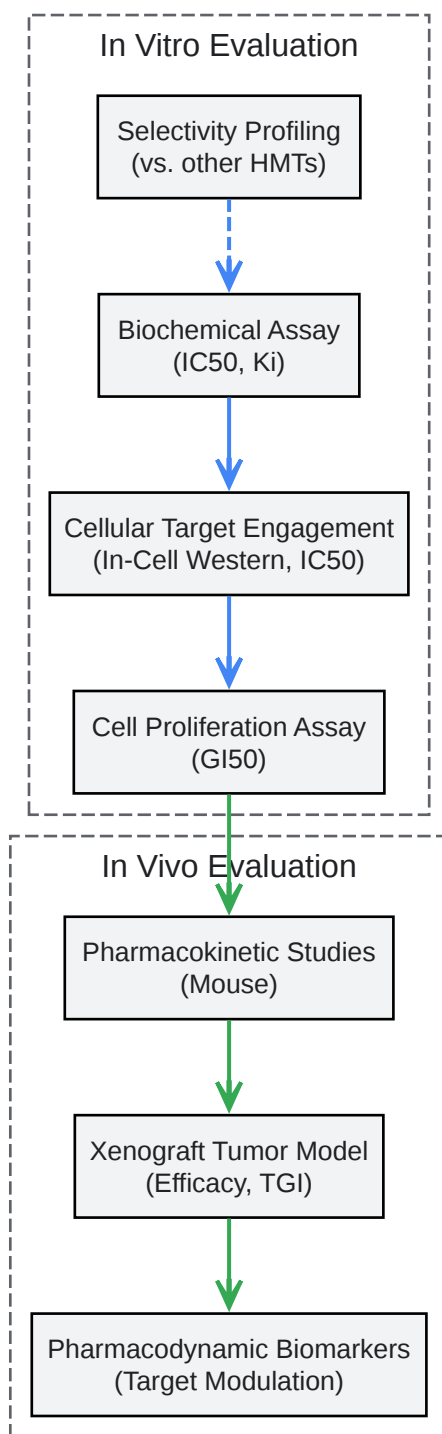 In Vitro Evaluation
Selectivity Profiling
(vs. other HMTs)
Biochemical Assay
(IC50, Ki)
Cellular Target Engagement
(In-Cell Western, IC50)
Cell Proliferation Assay
(GI50)
In Vivo Evaluation
Pharmacokinetic Studies
(Mouse)
Xenograft Tumor Model
(Efficacy, TGI)
Pharmacodynamic Biomarkers
(Target Modulation)